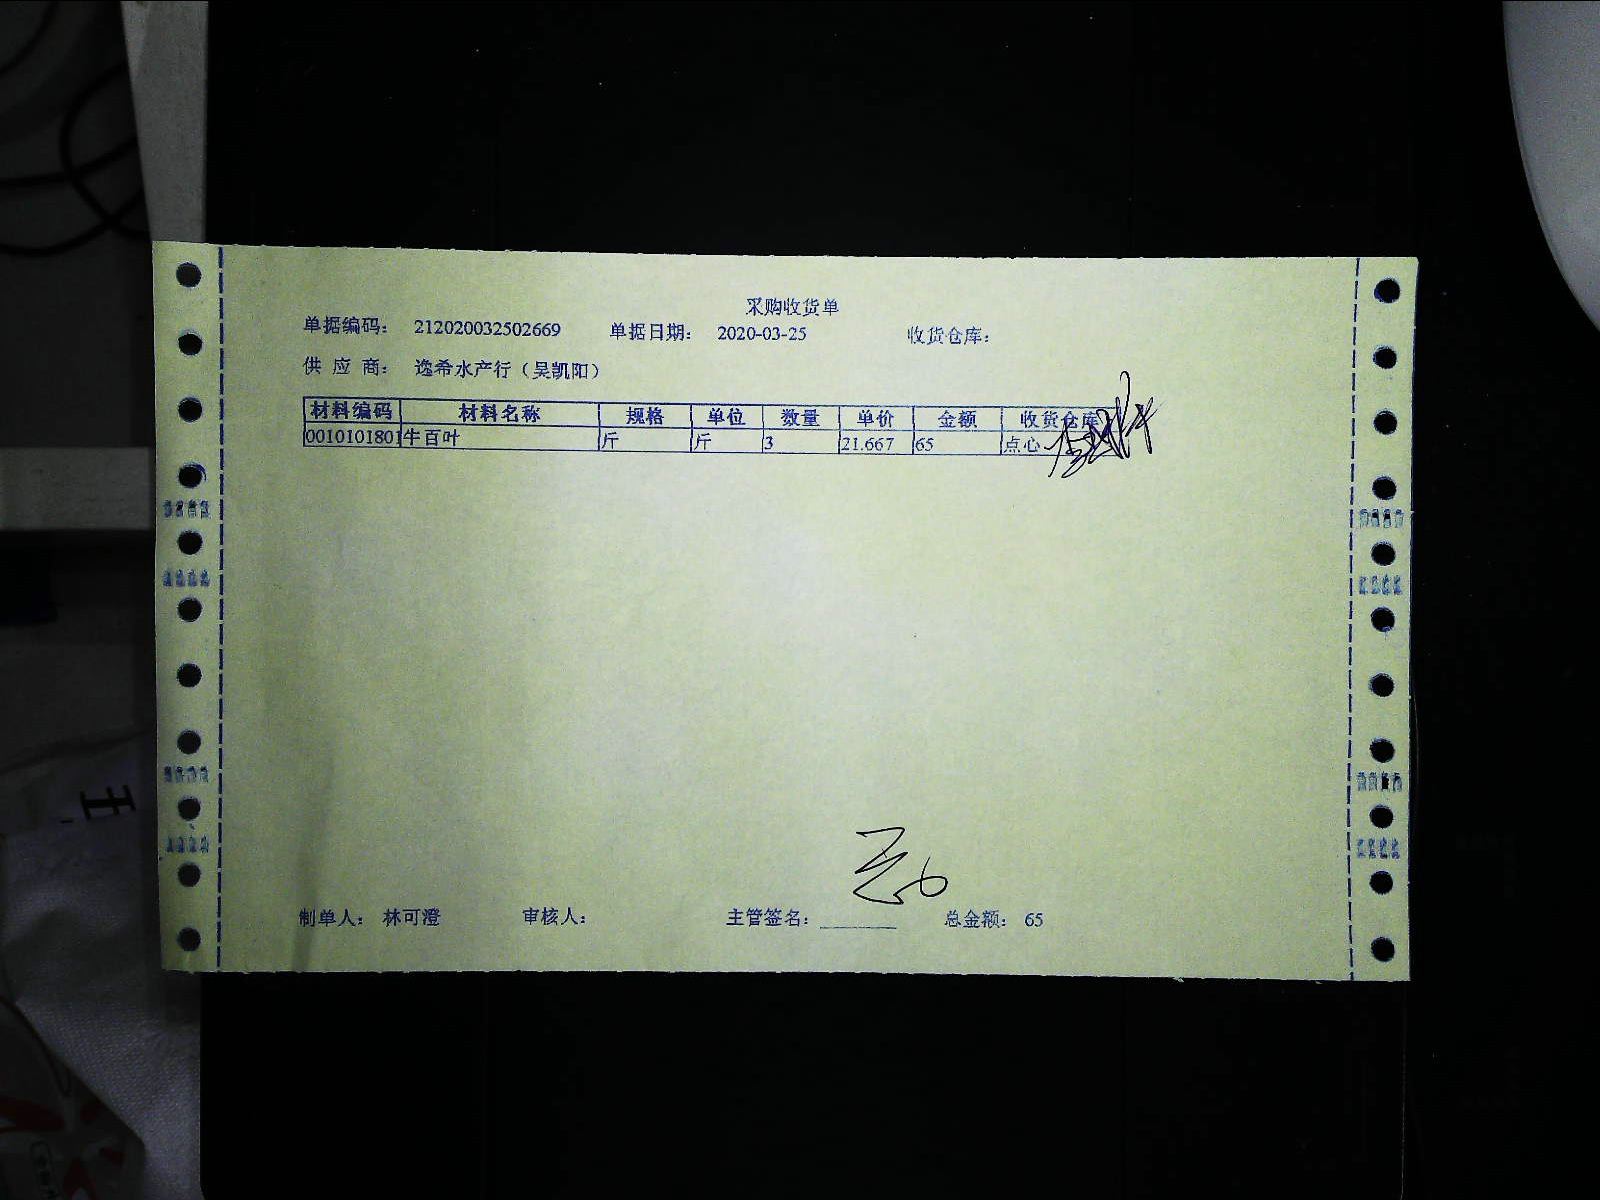 采购收货单
单据编码： 212020032502669 单据日期： 2020-03-25 收货仓库：
供 应 商： 逸希水产行（吴凯阳）
材料编码 材料名称 规格 单位 数量 单价 金额 收货仓库
0010101801 牛百叶 斤 斤 3 21.667 65 点心
制单人： 林可澄 审核人： 主管签名： 总金额： 65